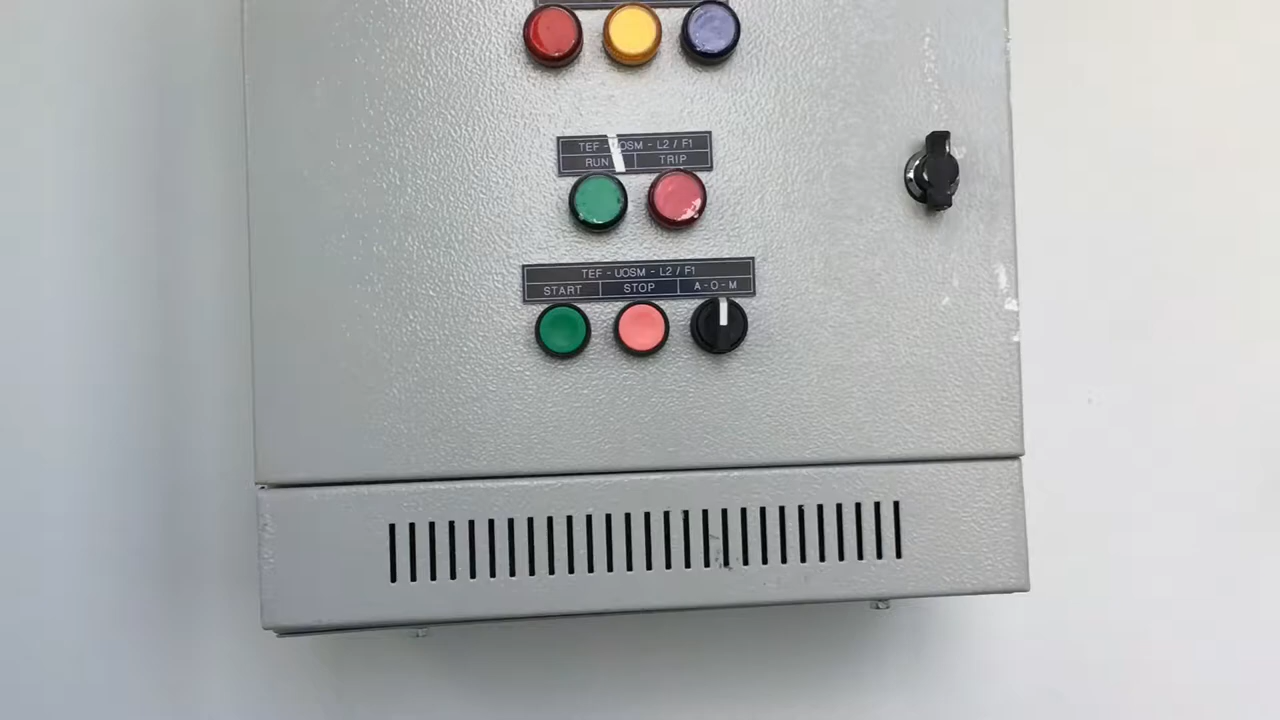 TEF - UOSM - L2 / F1
RUN TRIP
TEF - UOSM - L2 / F1
START STOP A - O - M